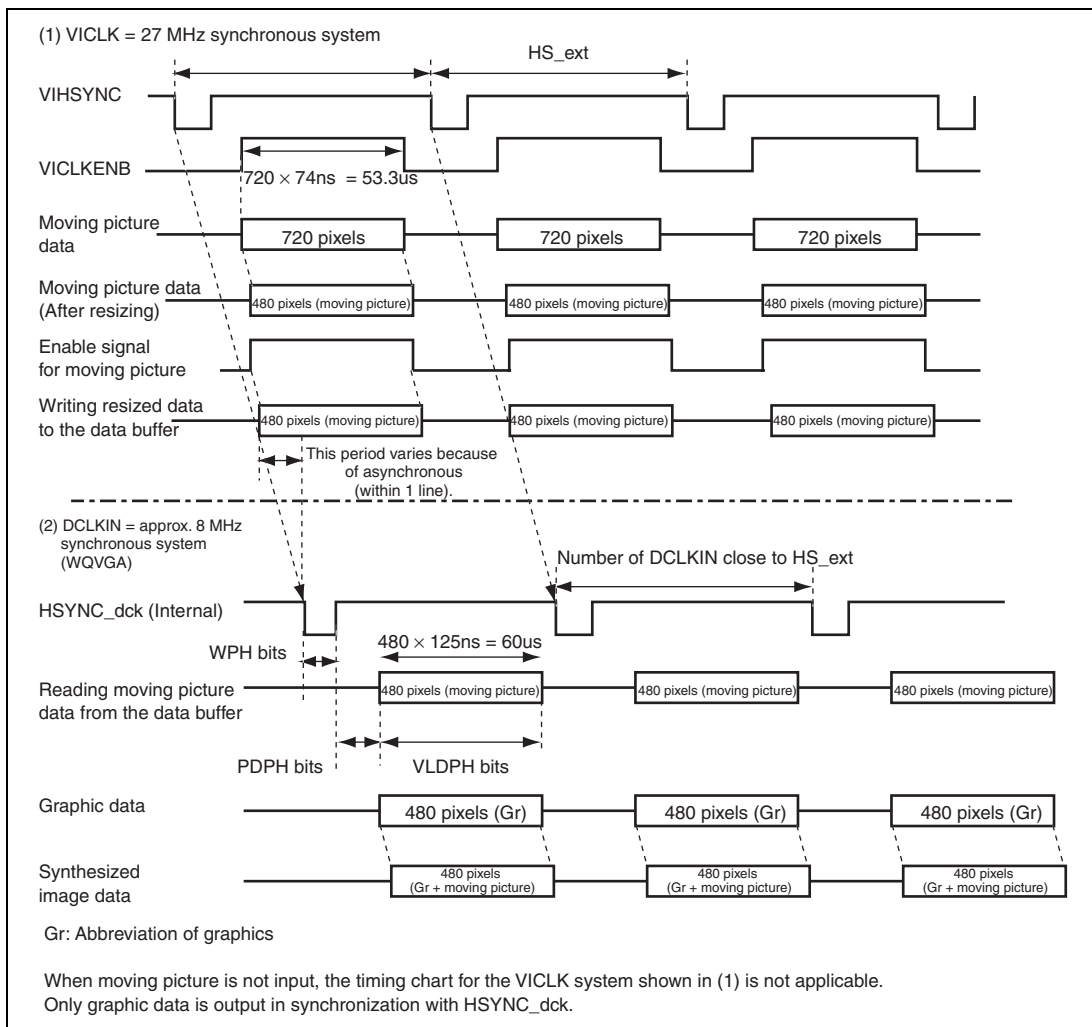 (1) VICLK = 27 MHz synchronous system
HS_ext
VIHSYNC
VICLKENB
720 × 74ns = 53.3us
Moving picture
data
720 pixels
720 pixels
720 pixels
Moving picture data
(After resizing)
480 pixels (moving picture)
480 pixels (moving picture)
480 pixels (moving picture)
Enable signal
for moving picture
Writing resized data
to the data buffer
480 pixels (moving picture)
480 pixels (moving picture)
480 pixels (moving picture)
This period varies because
of asynchronous
(within 1 line).
(2) DCLKIN = approx. 8 MHz
synchronous system
(WQVGA)
Number of DCLKIN close to HS_ext
HSYNC_dck (Internal)
WPH bits
480 × 125ns = 60us
Reading moving picture
data from the data buffer
480 pixels (moving picture)
480 pixels (moving picture)
480 pixels (moving picture)
PDPH bits
VLDPH bits
Graphic data
480 pixels (Gr)
480 pixels (Gr)
480 pixels (Gr)
Synthesized
image data
480 pixels
(Gr + moving picture)
480 pixels
(Gr + moving picture)
480 pixels
(Gr + moving picture)
Gr: Abbreviation of graphics
When moving picture is not input, the timing chart for the VICLK system shown in (1) is not applicable.
Only graphic data is output in synchronization with HSYNC_dck.